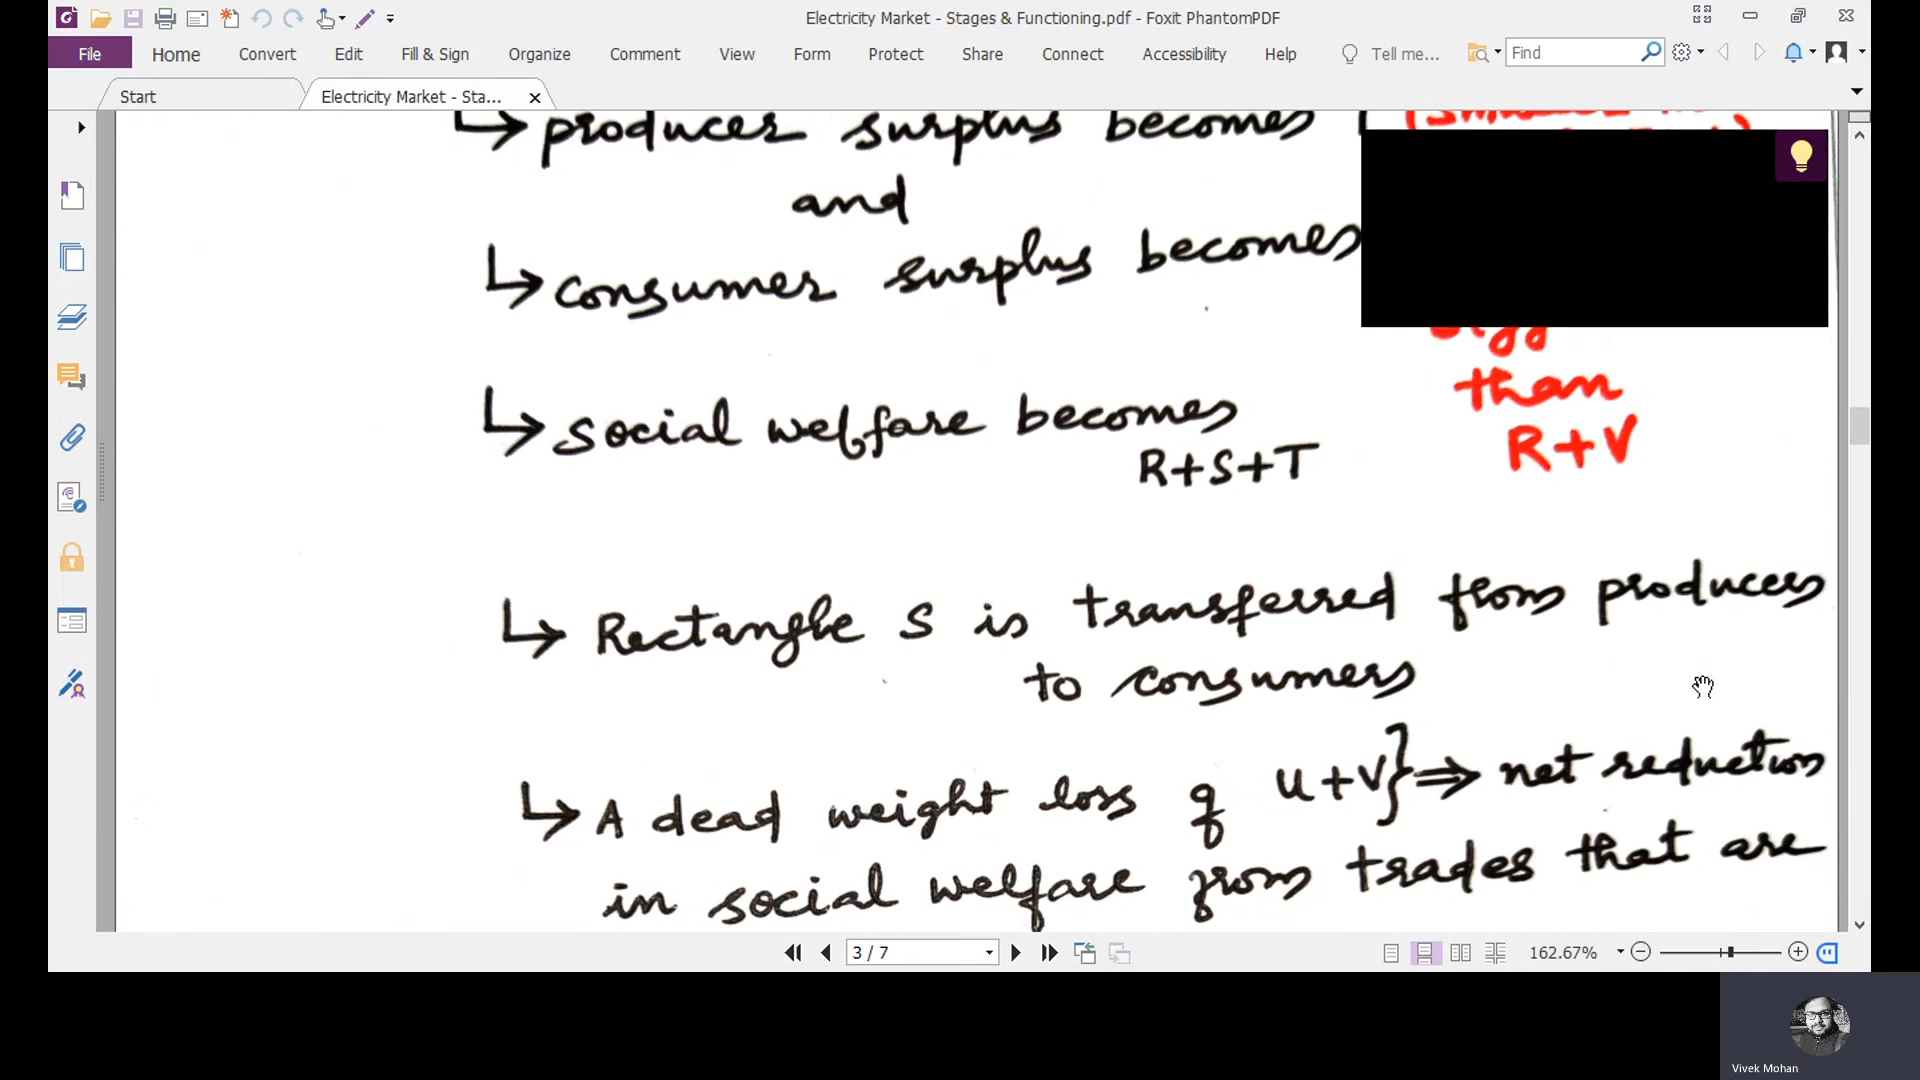 Electricity Market - Stages & Functioning.pdf - Foxit PhantomPDF
File Home Convert Edit Fill & Sign Organize Comment View Form Protect Share Connect Accessibility Help Tell me... Find
Start Electricity Market - Sta...
↳ producer surplus becomes
and
↳ consumer surplus becomes
than
↳ social welfare becomes
R+V
R+S+T
↳ Rectangle S is transferred from producers
to consumers
↳ A dead weight loss of U+V} ⇒ net reduction
in social welfare from trades that are
3 / 7 162.67%
Vivek Mohan